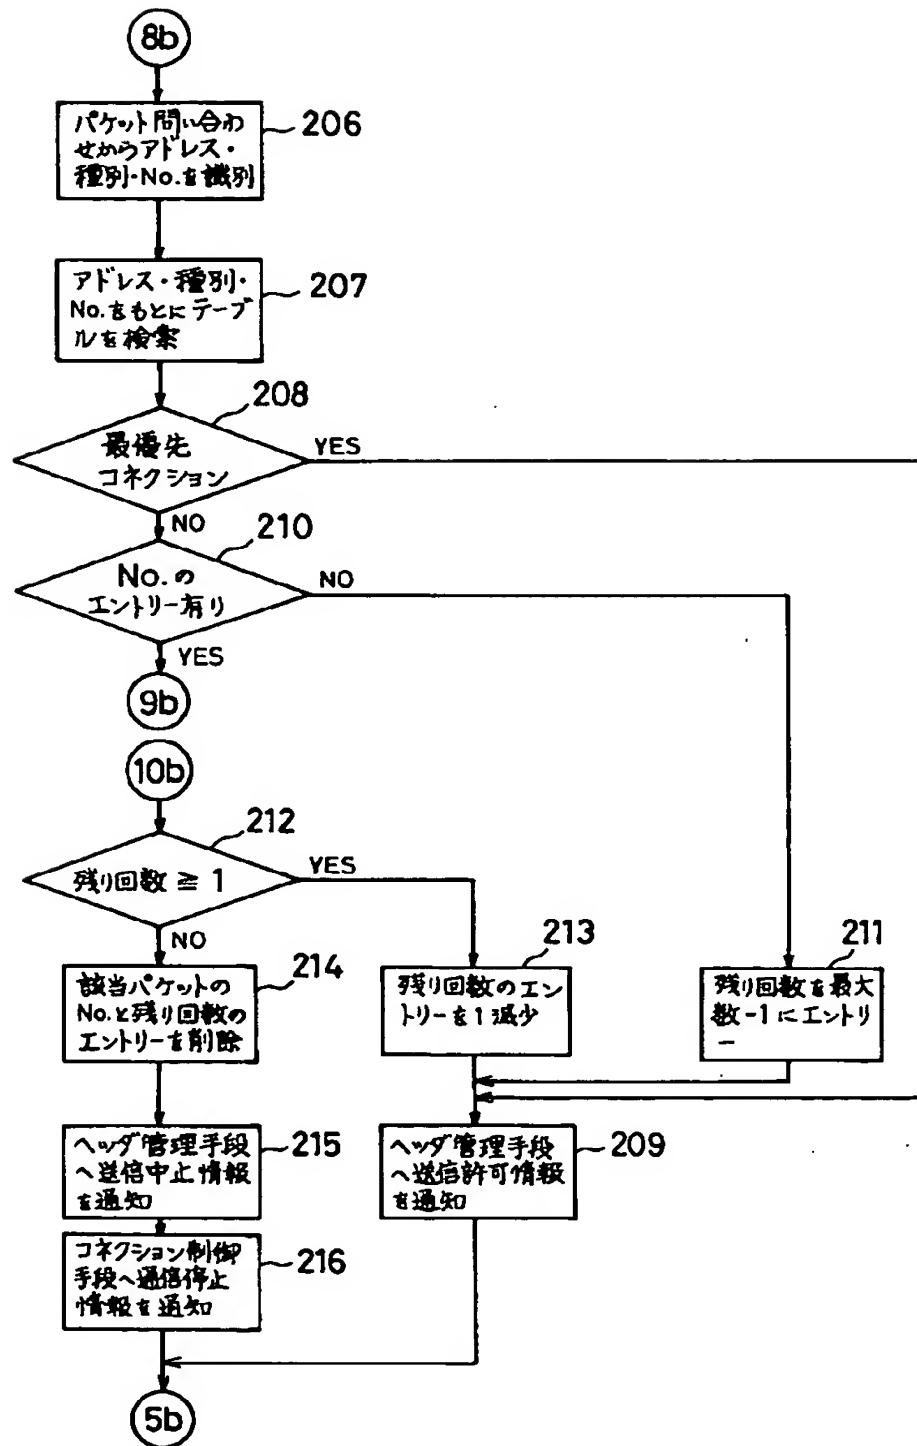 8b
パケット問い合わ
せからアドレス・
種別・No.を識別
206
アドレス・種別・
No.をもとにテーブ
ルを検索
207
208
最優先
コネクション
YES
NO
210
No.の
エントリー有り
NO
YES
9b
10b
212
残り回数 ≧ 1
YES
NO
214
該当パケットの
No.と残り回数の
エントリーを削除
213
残り回数のエン
トリーを1減少
211
残り回数を最大
数-1にエントリ
ー
ヘッダ管理手段
へ送信中止情報
を通知
215
ヘッダ管理手段
へ送信許可情報
を通知
209
コネクション制御
手段へ通信停止
情報を通知
216
5b